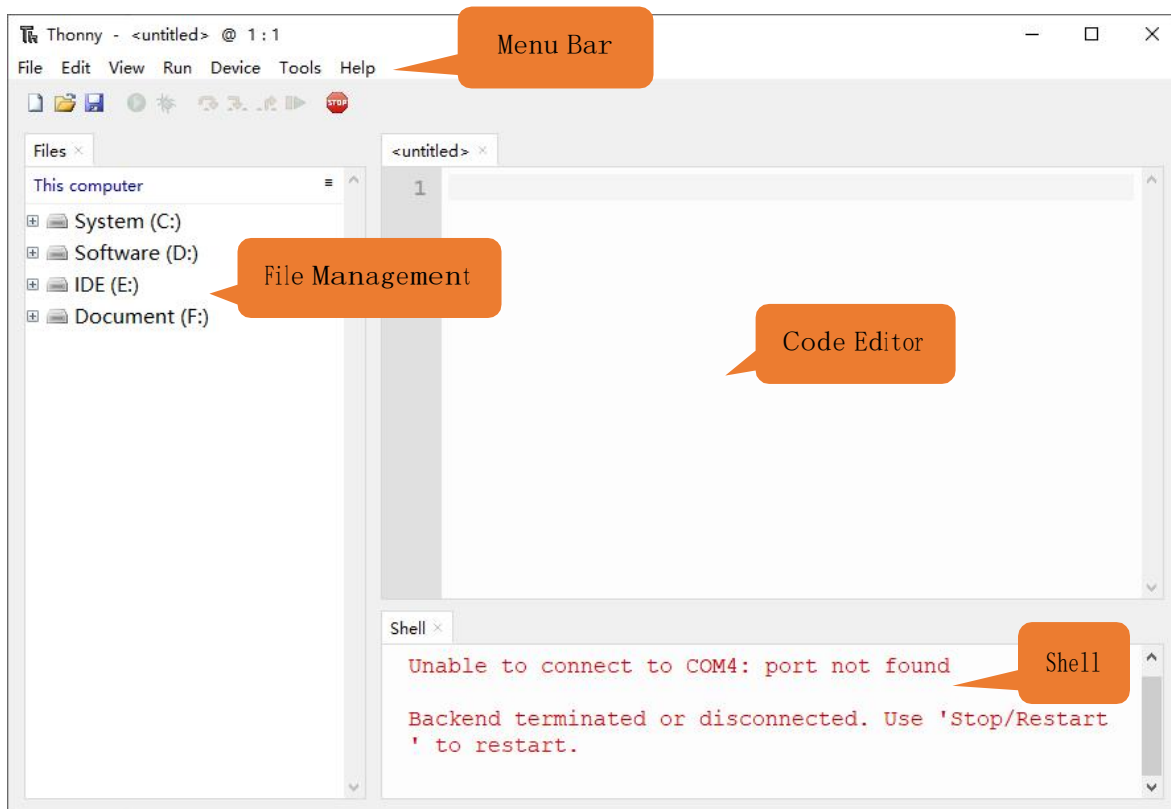 Thonny - <untitled> @ 1:1
Menu Bar
File Edit View Run Device Tools Help
STOP
Files
<untitled>
This computer
1
System (C:)
Software (D:)
File Management
IDE (E:)
Document (F:)
Code Editor
Shell
Unable to connect to COM4: port not found
Shell
Backend terminated or disconnected. Use 'Stop/Restart
' to restart.